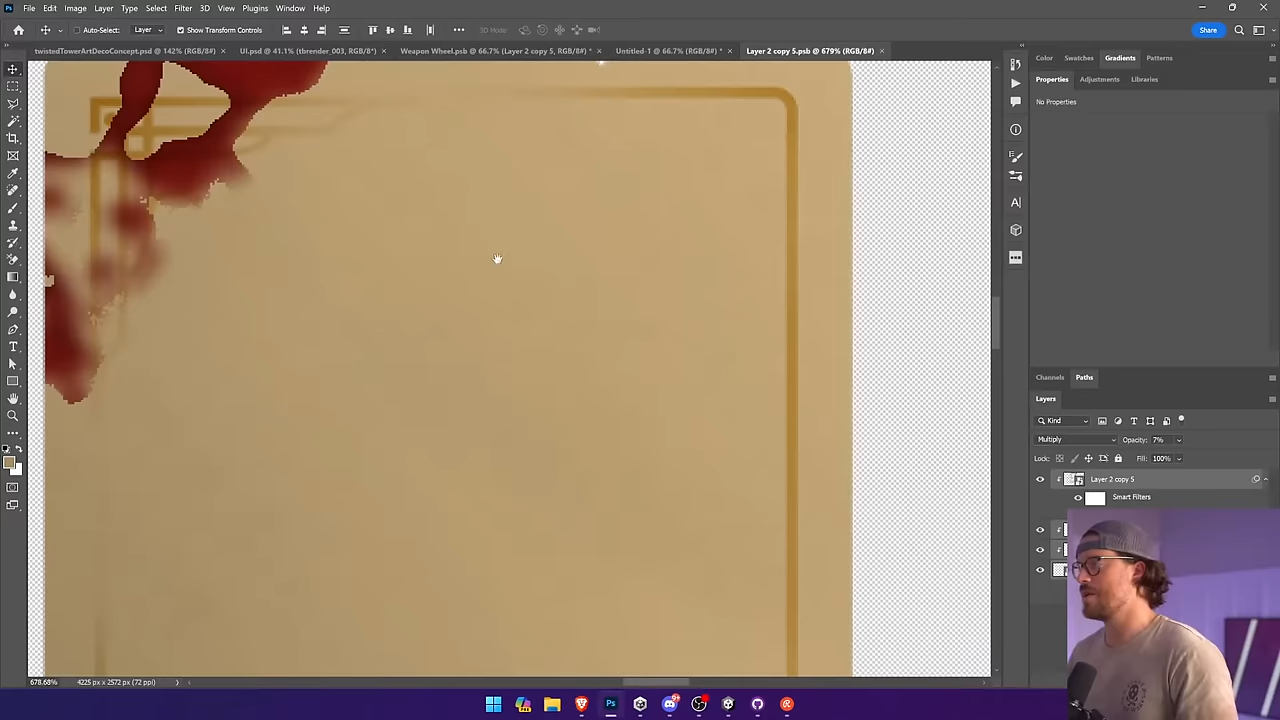 File Edit Image Layer Type Select Filter 3D View Plugins Window Help
Auto-Select: Layer Show Transform Controls 3D Mode: Share
twistedTowerArtDecoConcept.psd @ 142% (RGB/8#) × UI.psd @ 41.1% (tbrender_003, RGB/8*) × Weapon Wheel.psb @ 66.7% (Layer 2 copy 5, RGB/8#) * × Untitled-1 @ 66.7% (RGB/8#) * × Layer 2 copy 5.psb @ 679% (RGB/8#) ×
Color Swatches Gradients Patterns
Properties Adjustments Libraries
No Properties
Channels Paths
Layers
Kind
Multiply Opacity: 7%
Lock: Fill: 100%
Layer 2 copy 5
Smart Filters
678.68% 4225 px x 2572 px (72 ppi)